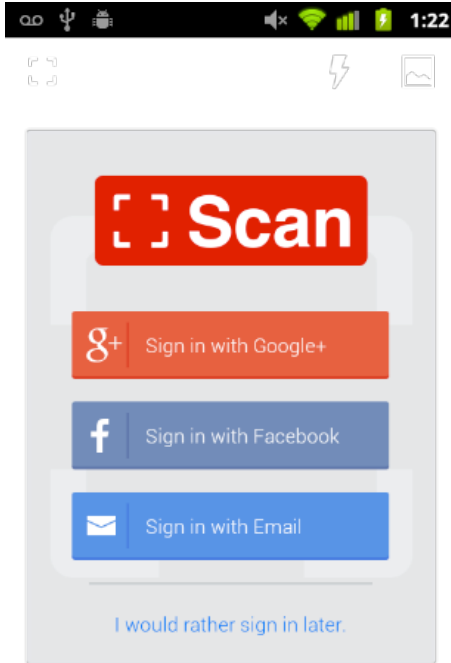 1:22
Scan
g+ Sign in with Google+
f Sign in with Facebook
Sign in with Email
I would rather sign in later.